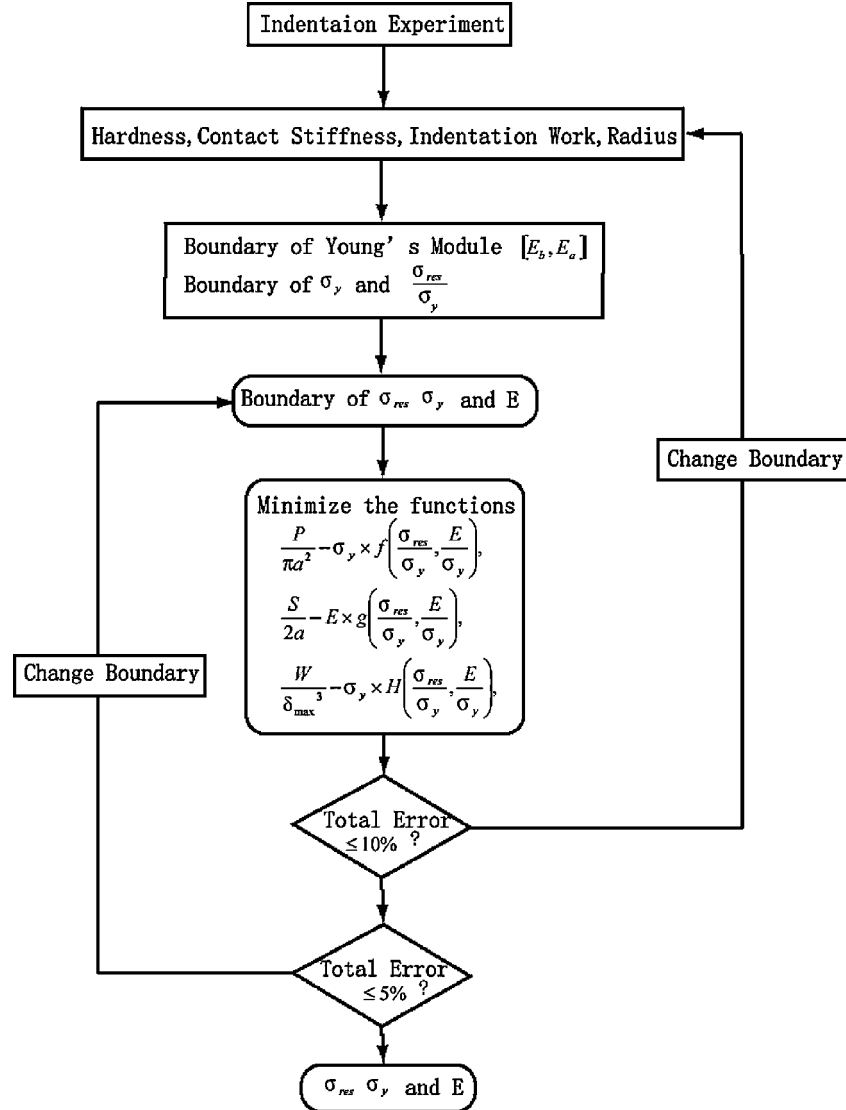 Indentaion Experiment
Hardness, Contact Stiffness, Indentation Work, Radius
Boundary of Young's Module [E_b, E_a]
Boundary of σ_y and σ_res/σ_y
Boundary of σ_res σ_y and E
Change Boundary
Minimize the functions
P/πa² − σ_y × f(σ_res/σ_y, E/σ_y),
S/2a − E × g(σ_res/σ_y, E/σ_y),
W/δ_max³ − σ_y × H(σ_res/σ_y, E/σ_y),
Change Boundary
Total Error
≤10% ?
Total Error
≤5% ?
σ_res σ_y and E